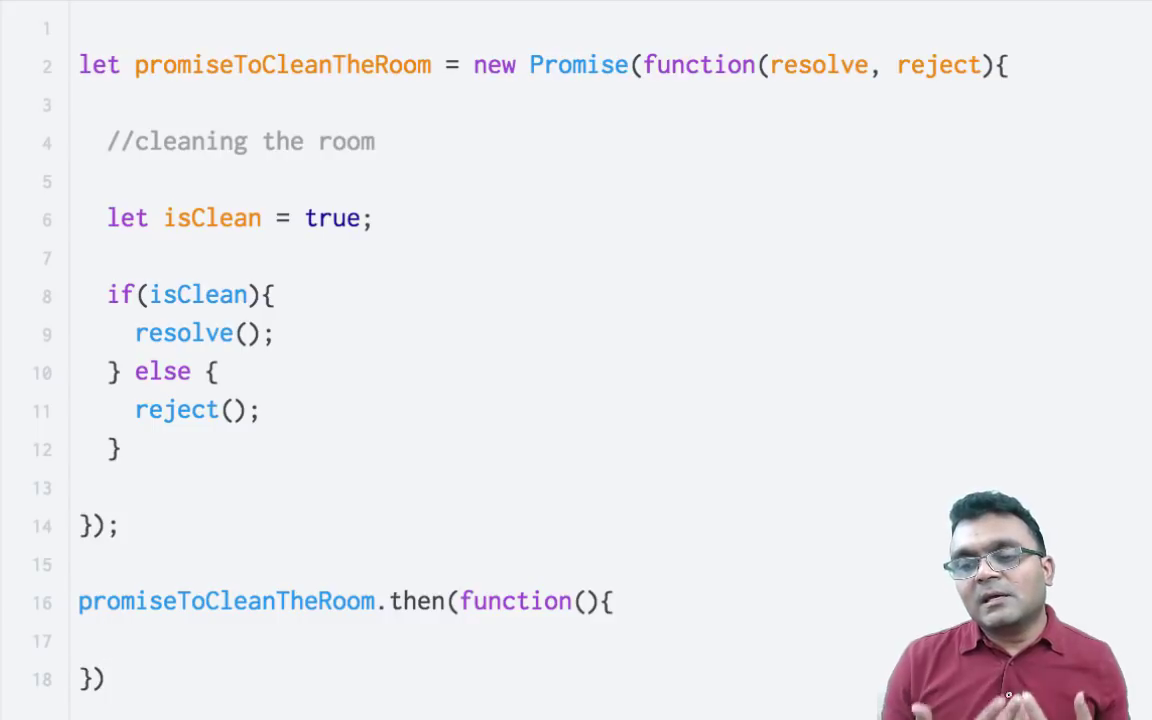 1
2 let promiseToCleanTheRoom = new Promise(function(resolve, reject){
3
4 //cleaning the room
5
6 let isClean = true;
7
8 if(isClean){
9 resolve();
10 } else {
11 reject();
12 }
13
14 });
15
16 promiseToCleanTheRoom.then(function(){
17
18 })